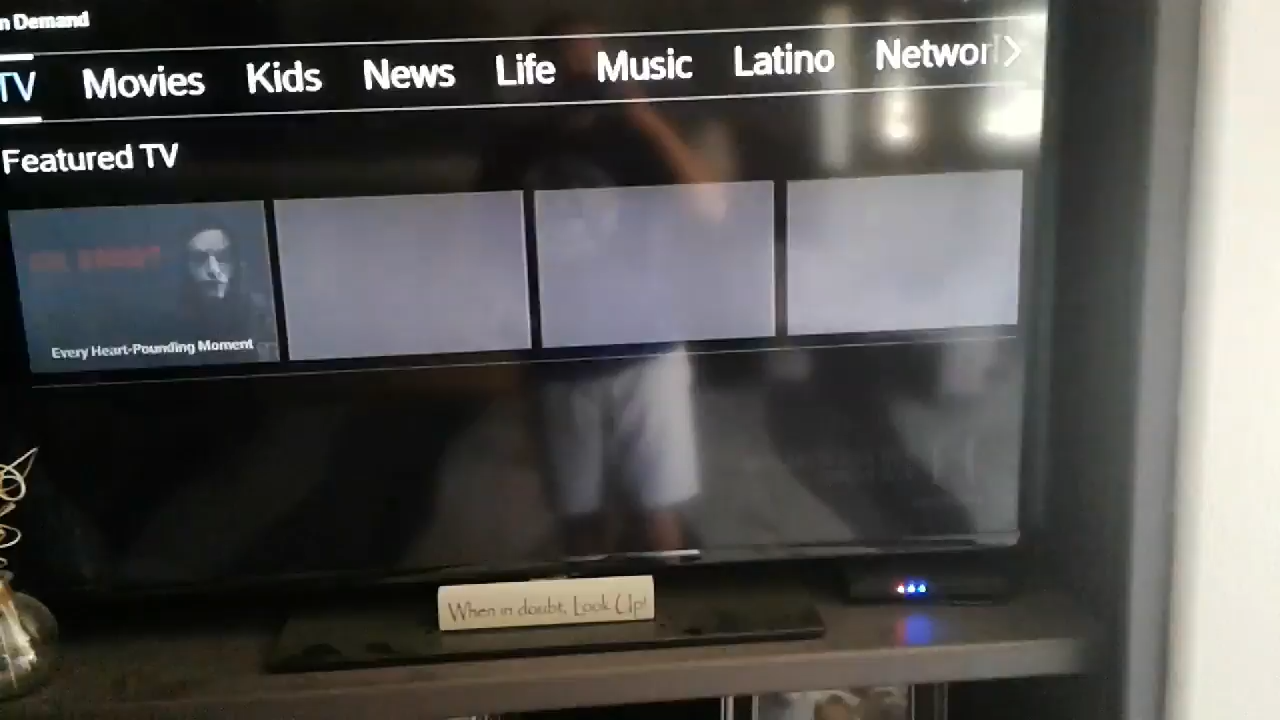 n Demand
TV Movies Kids News Life Music Latino Networ
Featured TV
Every Heart-Pounding Moment
When in doubt, Look Up!